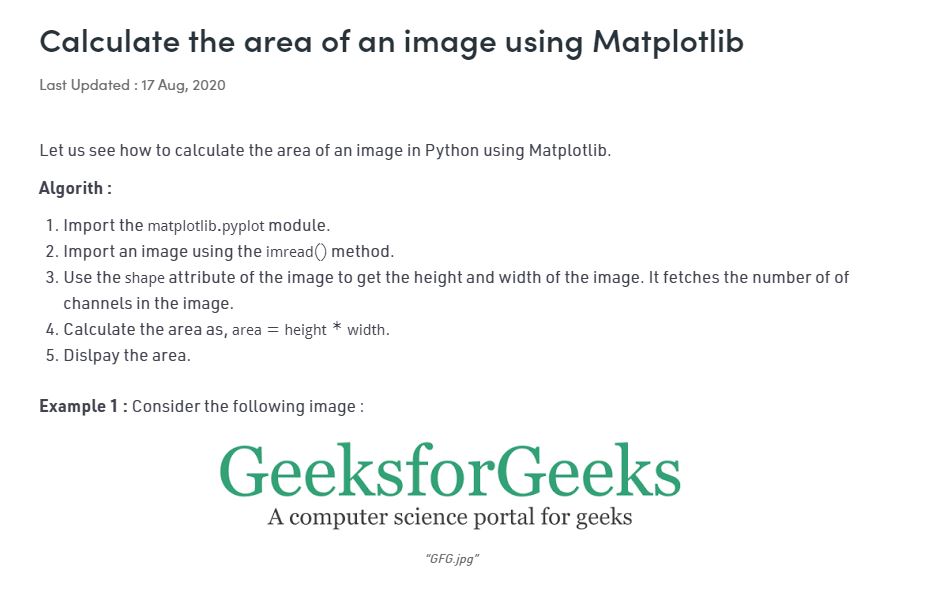 Calculate the area of an image using Matplotlib
Last Updated : 17 Aug, 2020
Let us see how to calculate the area of an image in Python using Matplotlib.
Algorith :
1. Import the matplotlib.pyplot module.
2. Import an image using the imread() method.
3. Use the shape attribute of the image to get the height and width of the image. It fetches the number of of
channels in the image.
4. Calculate the area as, area = height * width.
5. Dislpay the area.
Example 1 : Consider the following image :
GeeksforGeeks
A computer science portal for geeks
“GFG.jpg”